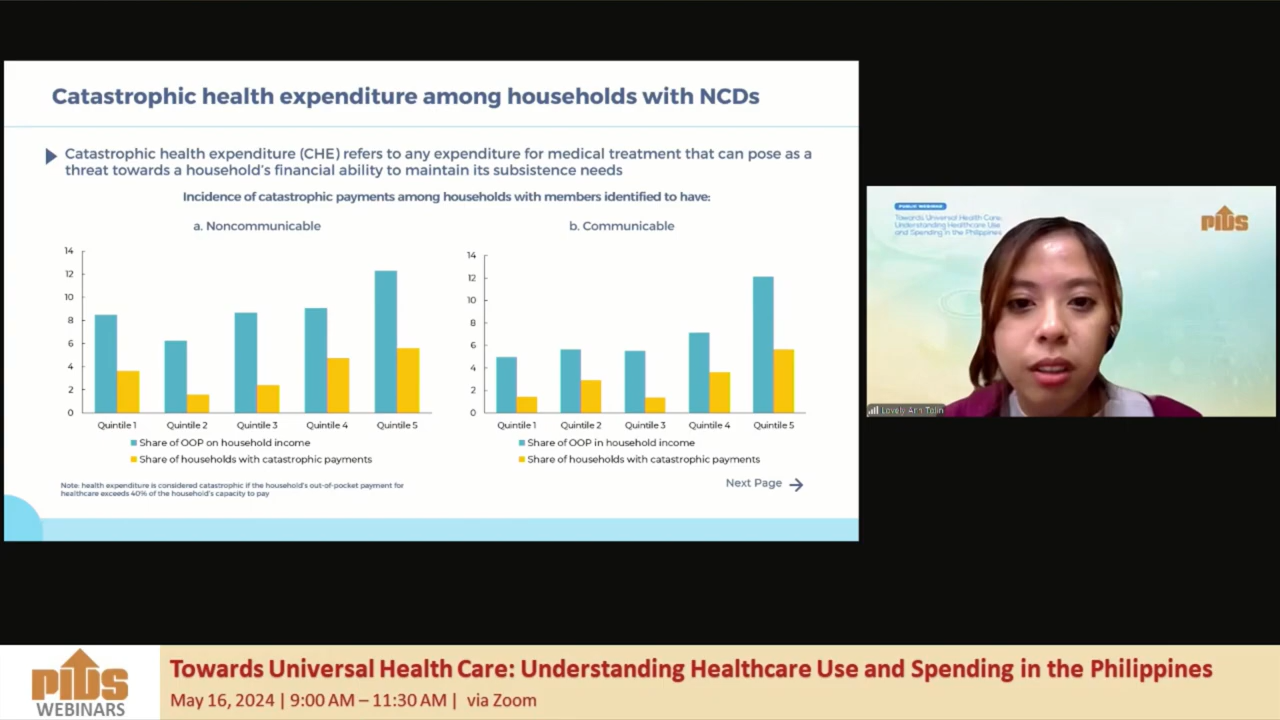 Catastrophic health expenditure among households with NCDs
Catastrophic health expenditure (CHE) refers to any expenditure for medical treatment that can pose as a
threat towards a household's financial ability to maintain its subsistence needs
Incidence of catastrophic payments among households with members identified to have:
a. Noncommunicable
14
12
10
8
6
4
2
0
Quintile 1
Quintile 2
Quintile 3
Quintile 4
Quintile 5
Share of OOP on household income
Share of households with catastrophic payments
b. Communicable
14
12
10
8
6
4
2
0
Quintile 1
Quintile 2
Quintile 3
Quintile 4
Quintile 5
Share of OOP in household income
Share of households with catastrophic payments
Note: health expenditure is considered catastrophic if the household's out-of-pocket payment for
healthcare exceeds 40% of the household's capacity to pay
Next Page
PUBLIC WEBINAR
Towards Universal Health Care:
Understanding Healthcare Use
and Spending in the Philippines
PIDS
Lovely Ann Tolin
PIDS
WEBINARS
Towards Universal Health Care: Understanding Healthcare Use and Spending in the Philippines
May 16, 2024 | 9:00 AM – 11:30 AM | via Zoom